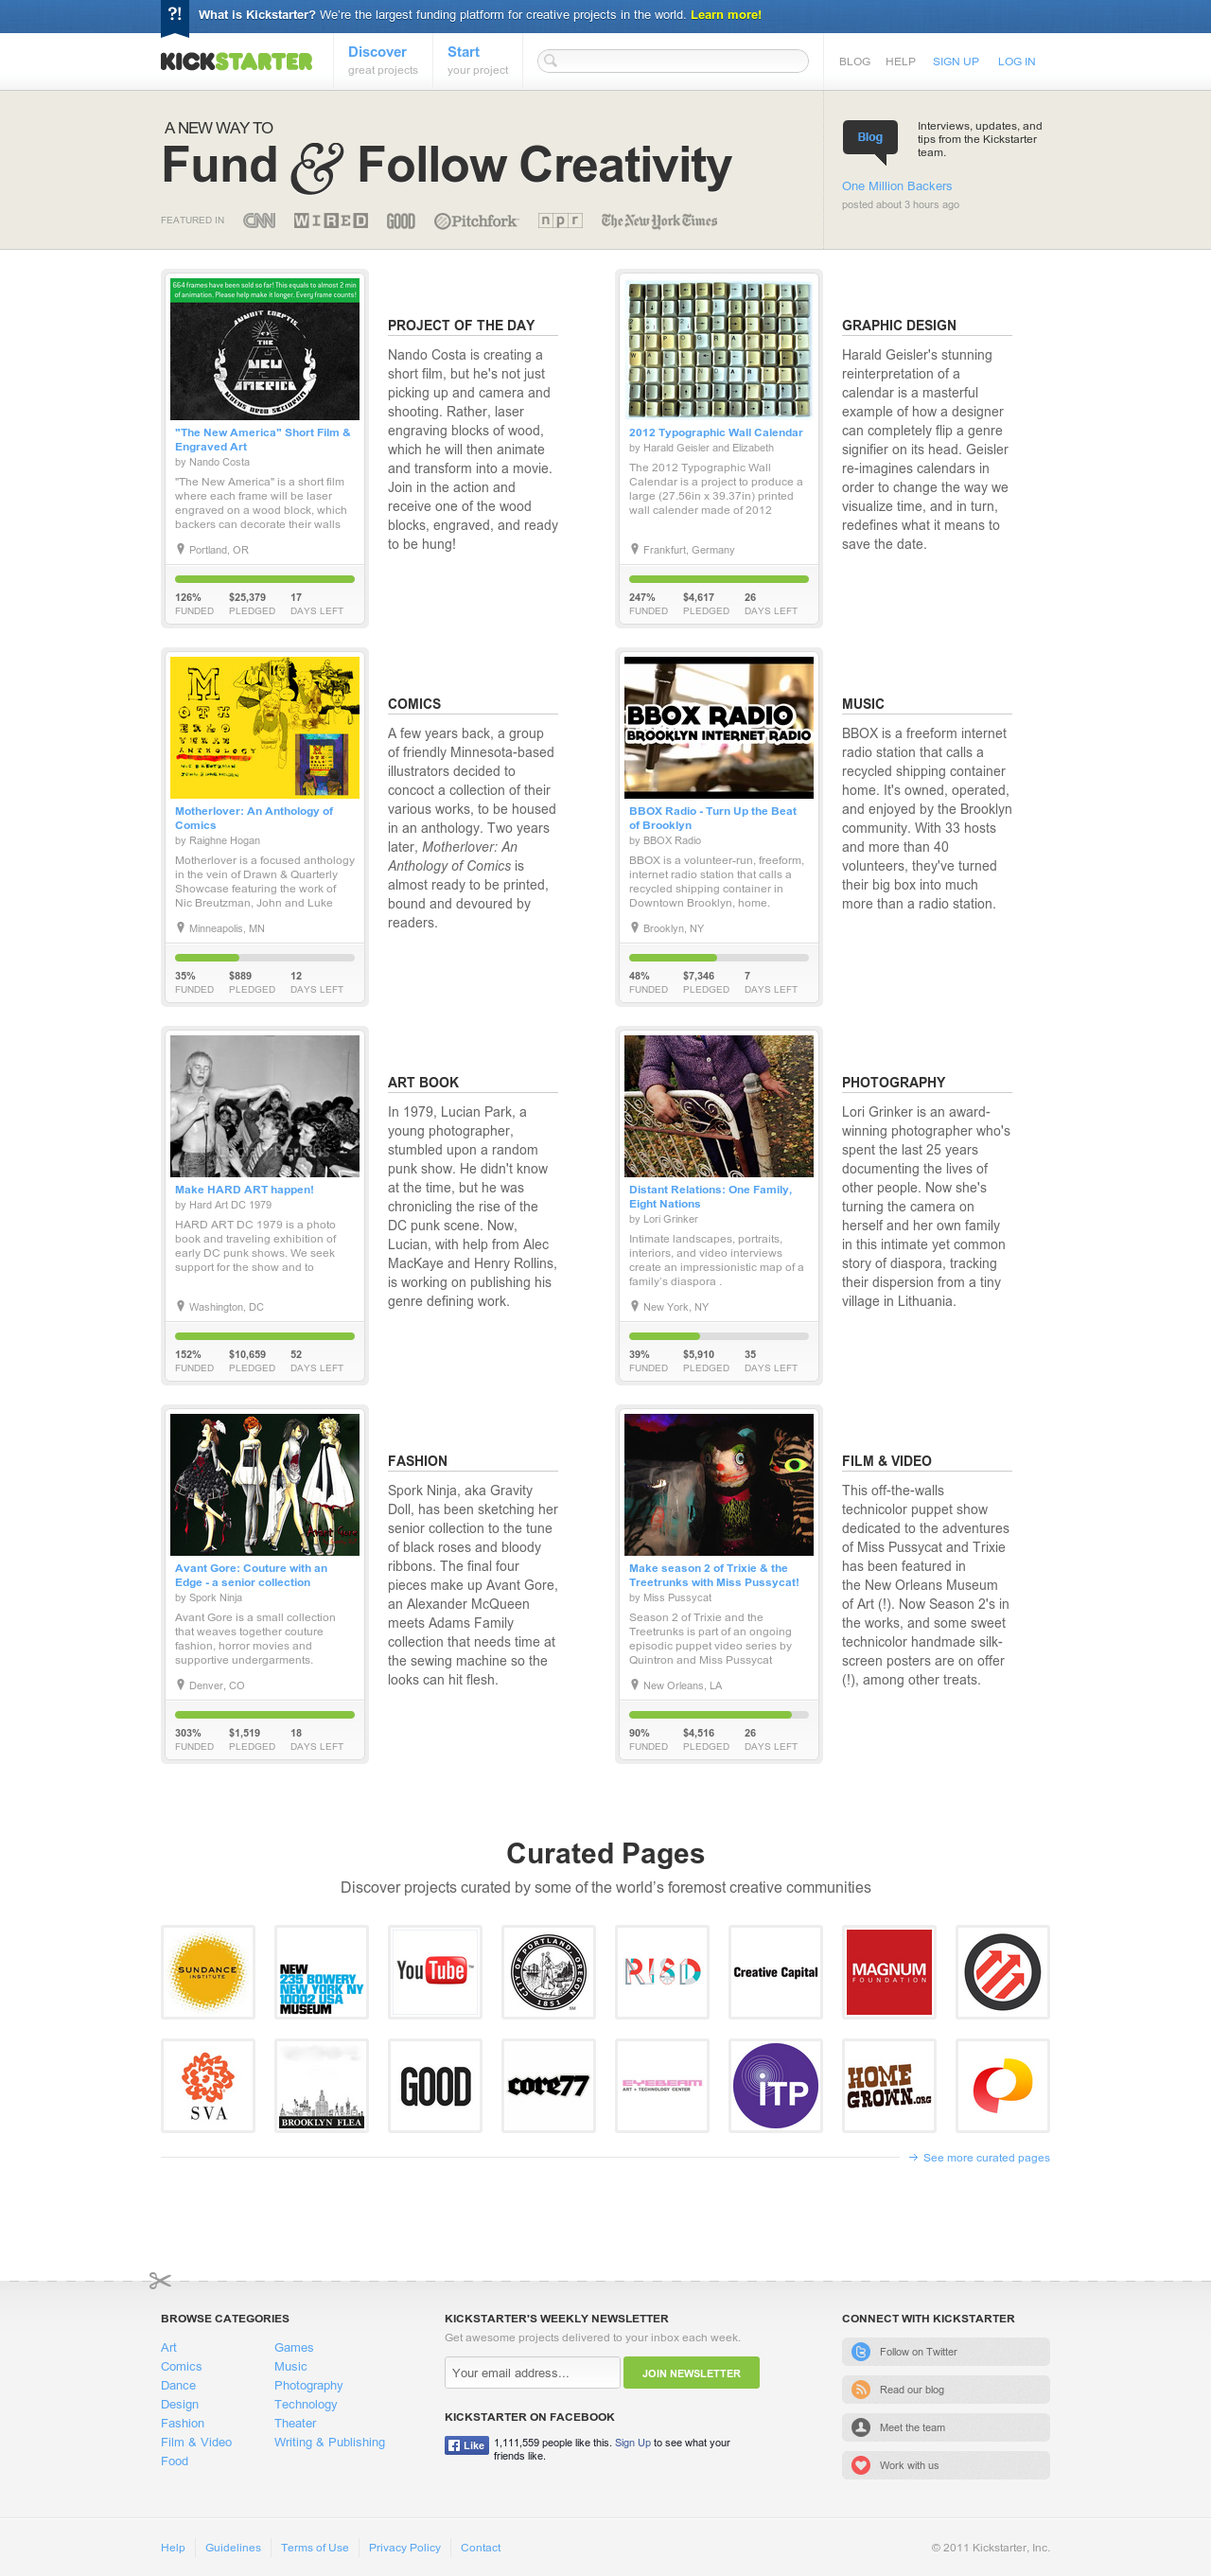 ?! What is Kickstarter? We're the largest funding platform for creative projects in the world. Learn more!
KICKSTARTER
Discover
great projects
Start
your project
BLOG HELP SIGN UP LOG IN
A NEW WAY TO
Fund & Follow Creativity
FEATURED IN CNN WIRED GOOD Pitchfork npr The New York Times
Blog
Interviews, updates, and
tips from the Kickstarter
team.
One Million Backers
posted about 3 hours ago
664 frames have been sold so far! This equals to almost 2 min
of animation. Please help make it longer. Every frame counts!
THE
NEW
AMERICA
"The New America" Short Film &
Engraved Art
by Nando Costa
"The New America" is a short film
where each frame will be laser
engraved on a wood block, which
backers can decorate their walls
Portland, OR
126% $25,379 17
FUNDED PLEDGED DAYS LEFT
PROJECT OF THE DAY
Nando Costa is creating a
short film, but he's not just
picking up and camera and
shooting. Rather, laser
engraving blocks of wood,
which he will then animate
and transform into a movie.
Join in the action and
receive one of the wood
blocks, engraved, and ready
to be hung!
2012 Typographic Wall Calendar
by Harald Geisler and Elizabeth
The 2012 Typographic Wall
Calendar is a project to produce a
large (27.56in x 39.37in) printed
wall calender made of 2012
Frankfurt, Germany
247% $4,617 26
FUNDED PLEDGED DAYS LEFT
GRAPHIC DESIGN
Harald Geisler's stunning
reinterpretation of a
calendar is a masterful
example of how a designer
can completely flip a genre
signifier on its head. Geisler
re-imagines calendars in
order to change the way we
visualize time, and in turn,
redefines what it means to
save the date.
Motherlover: An Anthology of
Comics
by Raighne Hogan
Motherlover is a focused anthology
in the vein of Drawn & Quarterly
Showcase featuring the work of
Nic Breutzman, John and Luke
Minneapolis, MN
35% $889 12
FUNDED PLEDGED DAYS LEFT
COMICS
A few years back, a group
of friendly Minnesota-based
illustrators decided to
concoct a collection of their
various works, to be housed
in an anthology. Two years
later, Motherlover: An
Anthology of Comics is
almost ready to be printed,
bound and devoured by
readers.
BBOX RADIO
BROOKLYN INTERNET RADIO
BBOX Radio - Turn Up the Beat
of Brooklyn
by BBOX Radio
BBOX is a volunteer-run, freeform,
internet radio station that calls a
recycled shipping container in
Downtown Brooklyn, home.
Brooklyn, NY
48% $7,346 7
FUNDED PLEDGED DAYS LEFT
MUSIC
BBOX is a freeform internet
radio station that calls a
recycled shipping container
home. It's owned, operated,
and enjoyed by the Brooklyn
community. With 33 hosts
and more than 40
volunteers, they've turned
their big box into much
more than a radio station.
Make HARD ART happen!
by Hard Art DC 1979
HARD ART DC 1979 is a photo
book and traveling exhibition of
early DC punk shows. We seek
support for the show and to
Washington, DC
152% $10,659 52
FUNDED PLEDGED DAYS LEFT
ART BOOK
In 1979, Lucian Park, a
young photographer,
stumbled upon a random
punk show. He didn't know
at the time, but he was
chronicling the rise of the
DC punk scene. Now,
Lucian, with help from Alec
MacKaye and Henry Rollins,
is working on publishing his
genre defining work.
Distant Relations: One Family,
Eight Nations
by Lori Grinker
Intimate landscapes, portraits,
interiors, and video interviews
create an impressionistic map of a
family's diaspora .
New York, NY
39% $5,910 35
FUNDED PLEDGED DAYS LEFT
PHOTOGRAPHY
Lori Grinker is an award-
winning photographer who's
spent the last 25 years
documenting the lives of
other people. Now she's
turning the camera on
herself and her own family
in this intimate yet common
story of diaspora, tracking
their dispersion from a tiny
village in Lithuania.
Avant Gore: Couture with an
Edge - a senior collection
by Spork Ninja
Avant Gore is a small collection
that weaves together couture
fashion, horror movies and
supportive undergarments.
Denver, CO
303% $1,519 18
FUNDED PLEDGED DAYS LEFT
FASHION
Spork Ninja, aka Gravity
Doll, has been sketching her
senior collection to the tune
of black roses and bloody
ribbons. The final four
pieces make up Avant Gore,
an Alexander McQueen
meets Adams Family
collection that needs time at
the sewing machine so the
looks can hit flesh.
Make season 2 of Trixie & the
Treetrunks with Miss Pussycat!
by Miss Pussycat
Season 2 of Trixie and the
Treetrunks is part of an ongoing
episodic puppet video series by
Quintron and Miss Pussycat
New Orleans, LA
90% $4,516 26
FUNDED PLEDGED DAYS LEFT
FILM & VIDEO
This off-the-walls
technicolor puppet show
dedicated to the adventures
of Miss Pussycat and Trixie
has been featured in
the New Orleans Museum
of Art (!). Now Season 2's in
the works, and some sweet
technicolor handmade silk-
screen posters are on offer
(!), among other treats.
Curated Pages
Discover projects curated by some of the world's foremost creative communities
SUNDANCE
INSTITUTE
NEW
235 BOWERY
NEW YORK NY
10002 USA
MUSEUM
YouTube
CITY OF PORTLAND, OREGON
1851
RISD
Creative Capital
MAGNUM
FOUNDATION
SVA
BROOKLYN FLEA
GOOD
core77
EYEBEAM
ART + TECHNOLOGY CENTER
iTP
HOME
GROWN.ORG
See more curated pages
BROWSE CATEGORIES
Art
Comics
Dance
Design
Fashion
Film & Video
Food
Games
Music
Photography
Technology
Theater
Writing & Publishing
KICKSTARTER'S WEEKLY NEWSLETTER
Get awesome projects delivered to your inbox each week.
Your email address...
JOIN NEWSLETTER
KICKSTARTER ON FACEBOOK
Like 1,111,559 people like this. Sign Up to see what your
friends like.
CONNECT WITH KICKSTARTER
Follow on Twitter
Read our blog
Meet the team
Work with us
Help Guidelines Terms of Use Privacy Policy Contact
© 2011 Kickstarter, Inc.